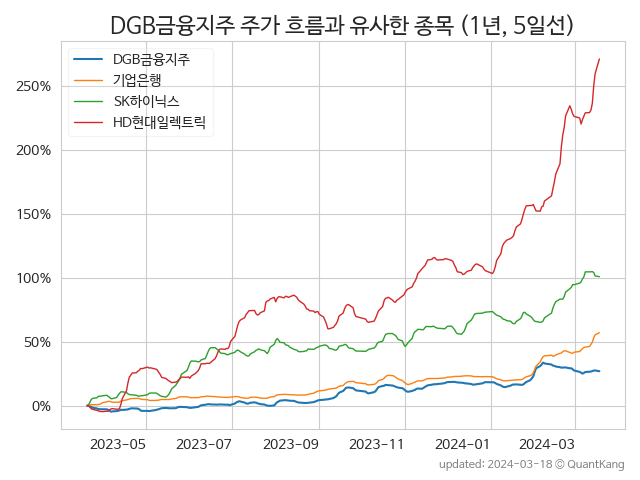 DGB금융지주 주가 흐름과 유사한 종목 (1년, 5일선)
DGB금융지주
기업은행
SK하이닉스
HD현대일렉트릭
250%
200%
150%
100%
50%
0%
2023-05 2023-07 2023-09 2023-11 2024-01 2024-03
updated: 2024-03-18 © QuantKang